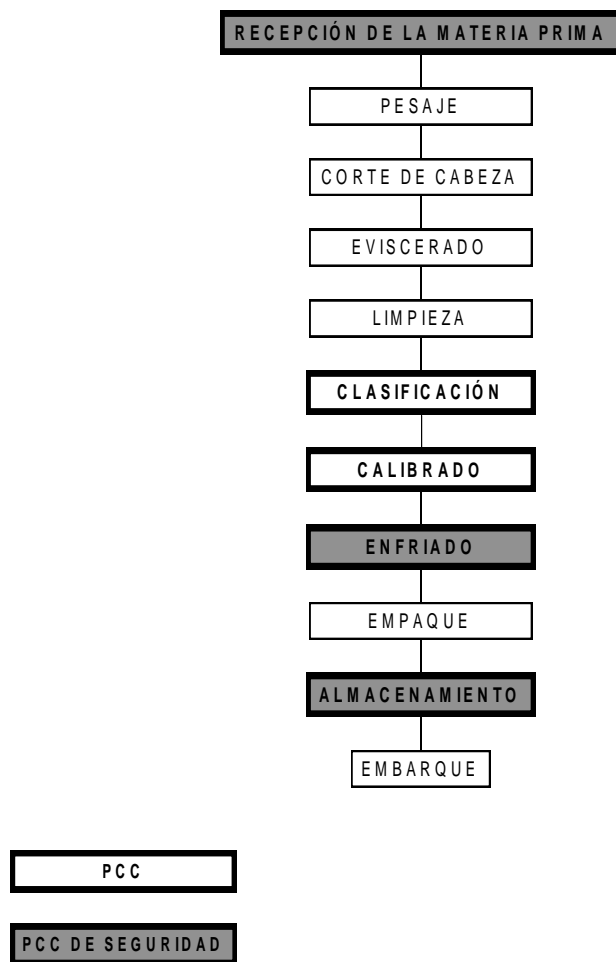 RECEPCIÓN DE LA MATERIA PRIMA
PESAJE
CORTE DE CABEZA
EVISCERADO
LIMPIEZA
CLASIFICACIÓN
CALIBRADO
ENFRIADO
EMPAQUE
ALMACENAMIENTO
EMBARQUE
PCC
PCC DE SEGURIDAD